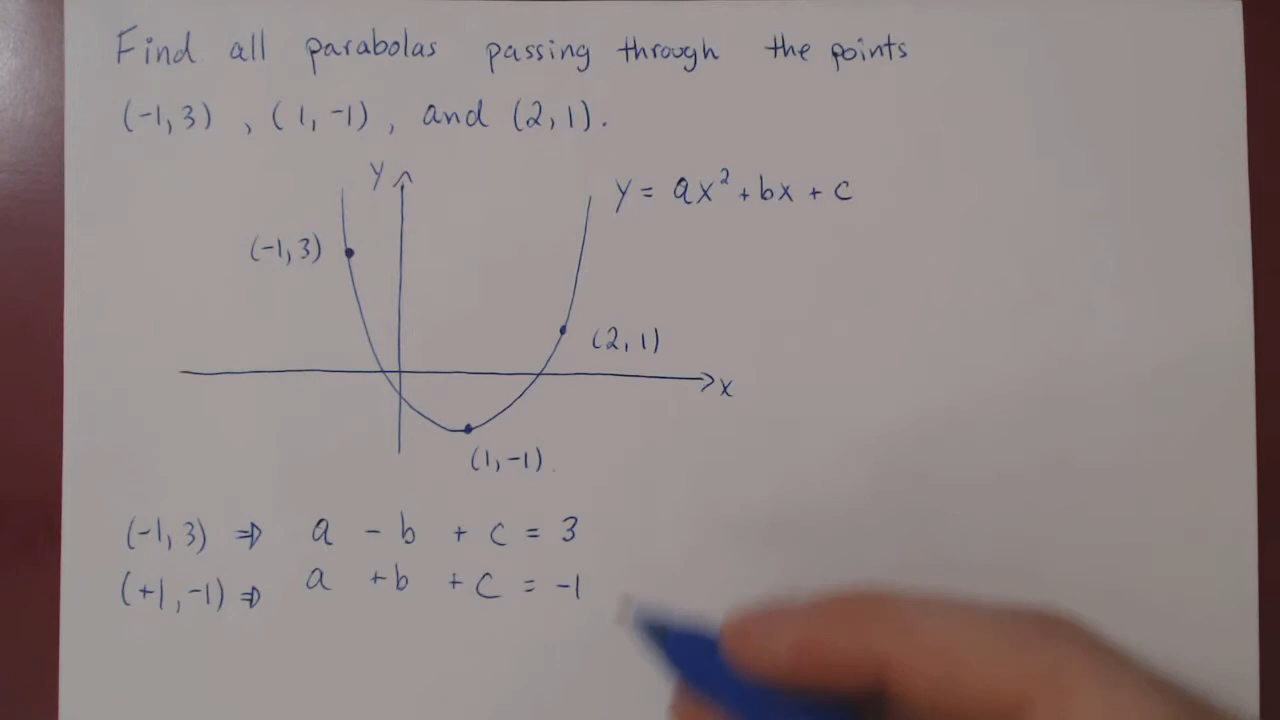 Find all parabolas passing through the points
(-1, 3) , (1, -1) , and (2, 1).
y
y = ax² + bx + c
(-1, 3)
(2, 1)
x
(1, -1)
(-1, 3) ⇒ a - b + c = 3
(+1, -1) ⇒ a + b + c = -1